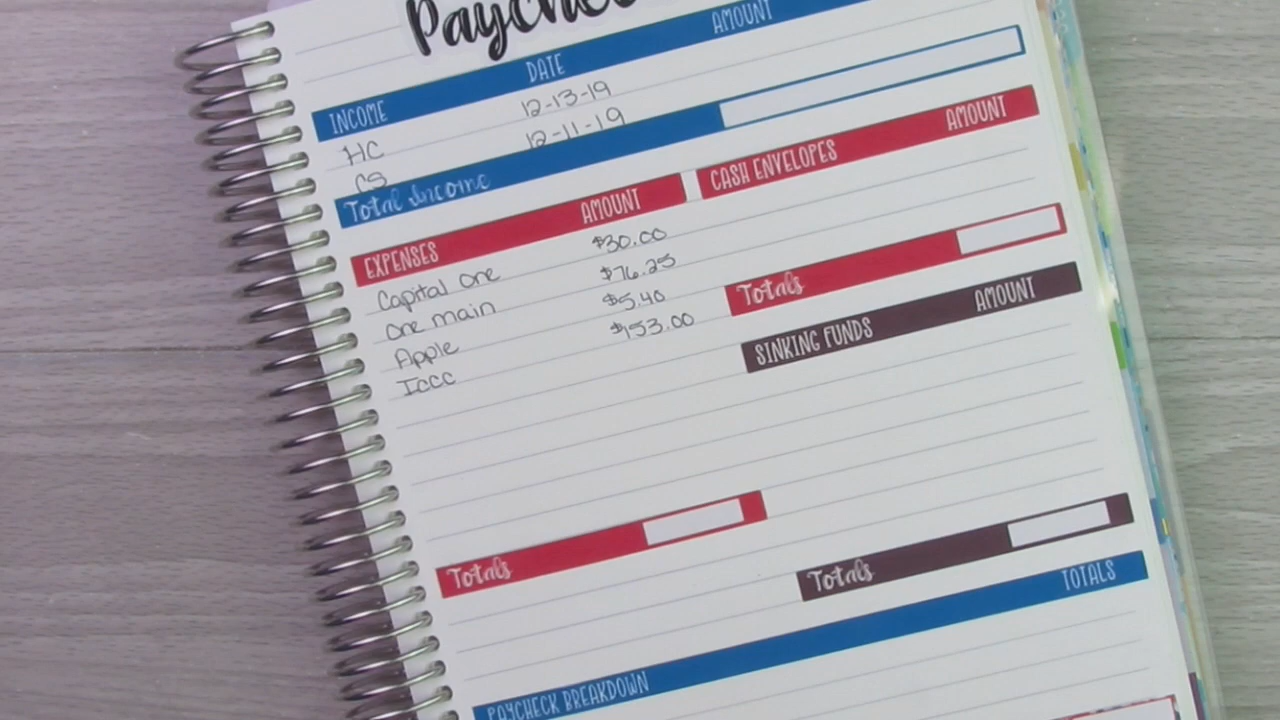 INCOME DATE AMOUNT
HC 12-13-19
CS 12-11-19
Total Income
EXPENSES AMOUNT
Capital One $30.00
One main $76.25
Apple $5.40
ICCC $153.00
Totals
CASH ENVELOPES AMOUNT
Totals
SINKING FUNDS AMOUNT
Totals
PAYCHECK BREAKDOWN TOTALS